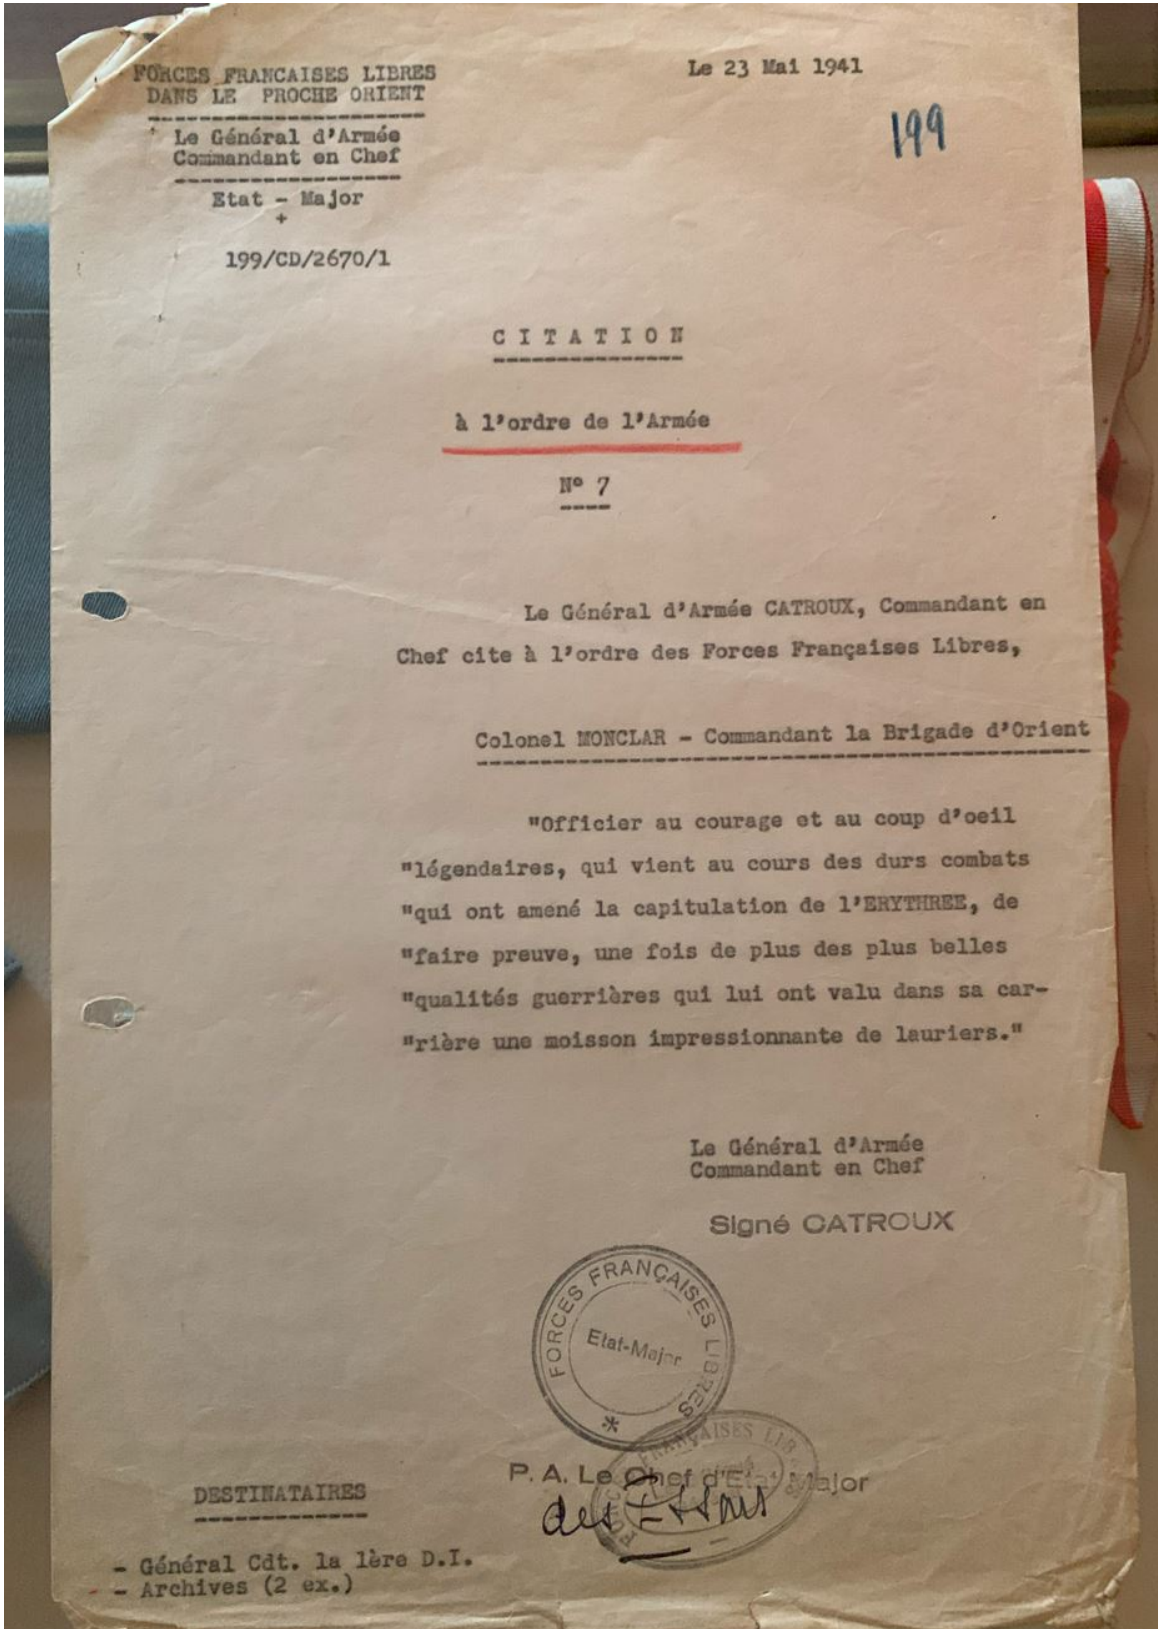 FORCES FRANCAISES LIBRES
DANS LE PROCHE ORIENT
Le Général d'Armée
Commandant en Chef
Etat - Major
+
199/CD/2670/1
Le 23 Mai 1941
199
CITATION
à l'ordre de l'Armée
N° 7
Le Général d'Armée CATROUX, Commandant en
Chef cite à l'ordre des Forces Françaises Libres,
Colonel MONCLAR - Commandant la Brigade d'Orient
"Officier au courage et au coup d'oeil
"légendaires, qui vient au cours des durs combats
"qui ont amené la capitulation de l'ERYTHREE, de
"faire preuve, une fois de plus des plus belles
"qualités guerrières qui lui ont valu dans sa car-
"rière une moisson impressionnante de lauriers."
Le Général d'Armée
Commandant en Chef
Signé CATROUX
FORCES FRANÇAISES LIBRES *
Etat-Major
P. A. Le Chef d'Etat Major
des
DESTINATAIRES
- Général Cdt. la 1ère D.I.
- Archives (2 ex.)